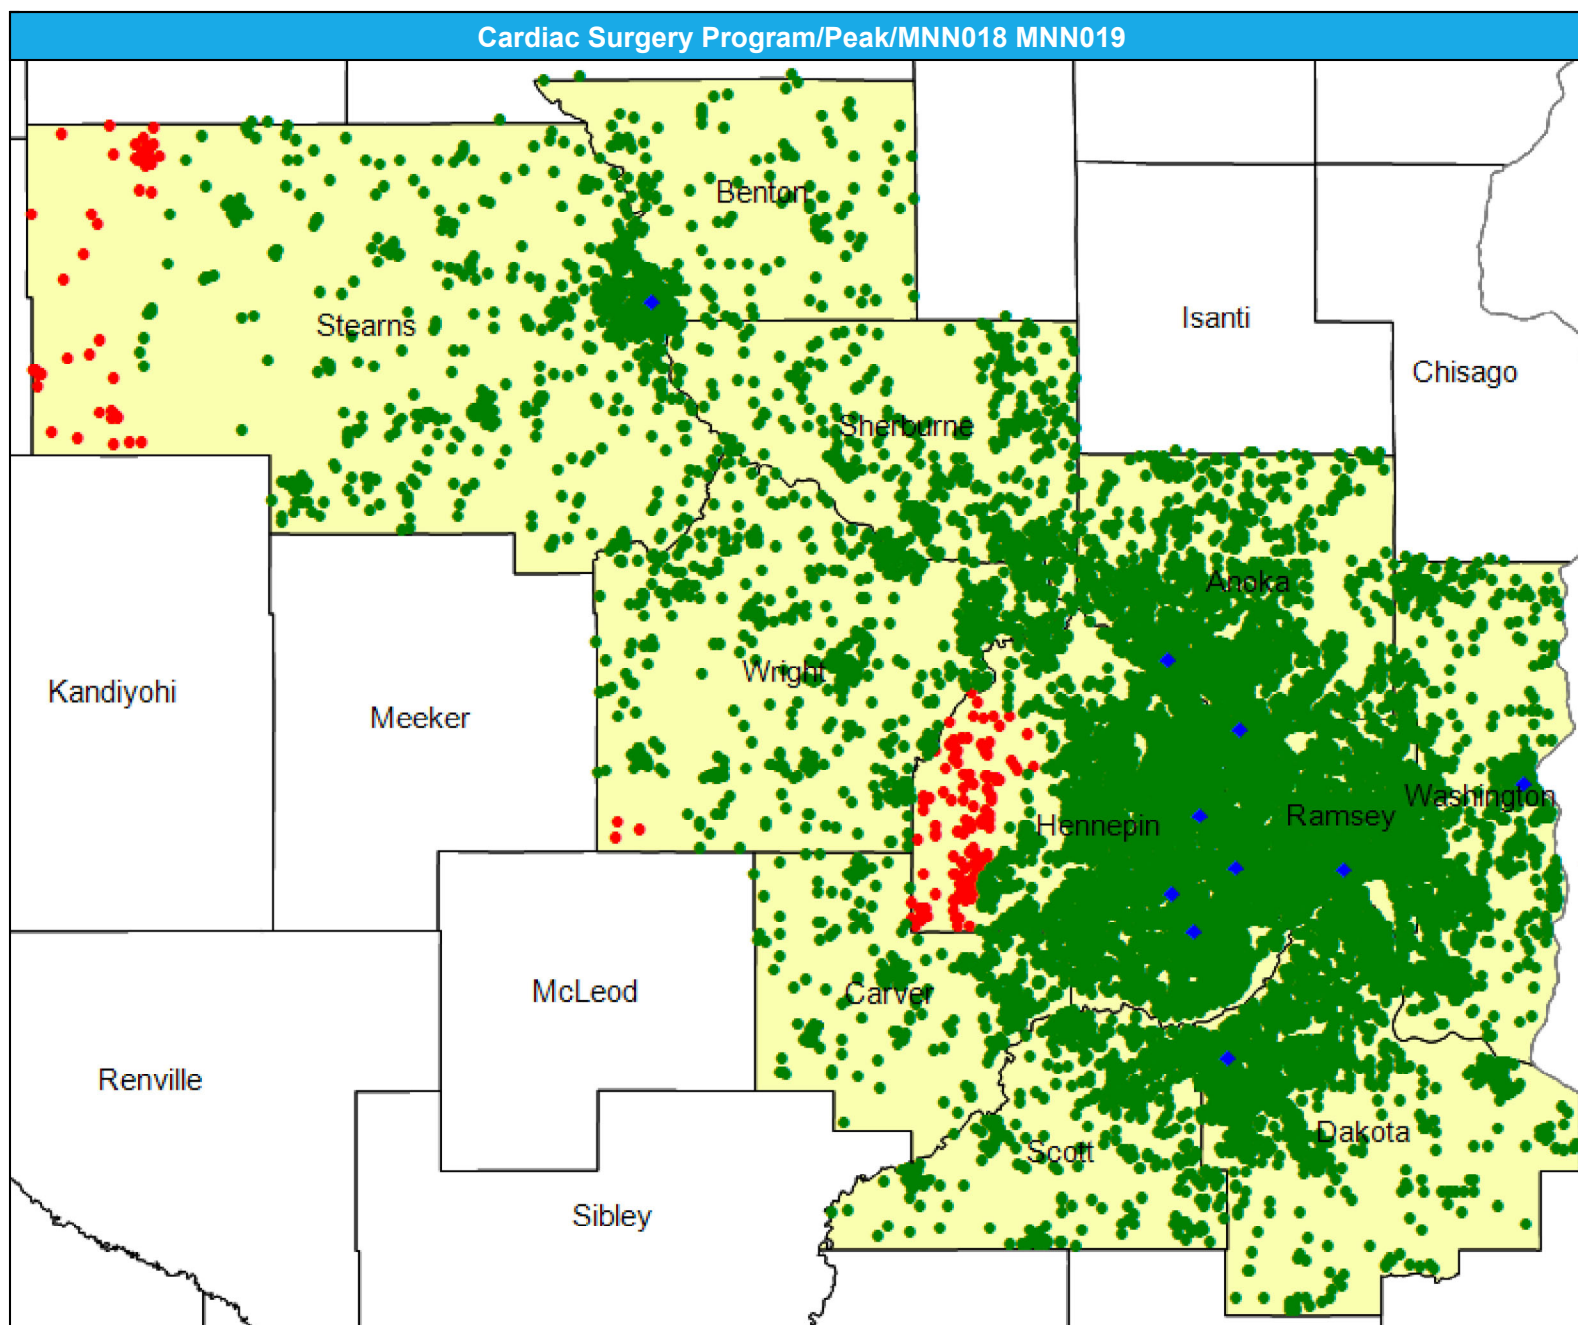 Cardiac Surgery Program/Peak/MNN018 MNN019
Benton
Isanti
Stearns
Chisago
Sherburne
Anoka
Wright
Kandiyohi
Meeker
Washington
Ramsey
Hennepin
McLeod
Carver
Renville
Dakota
Scott
Sibley